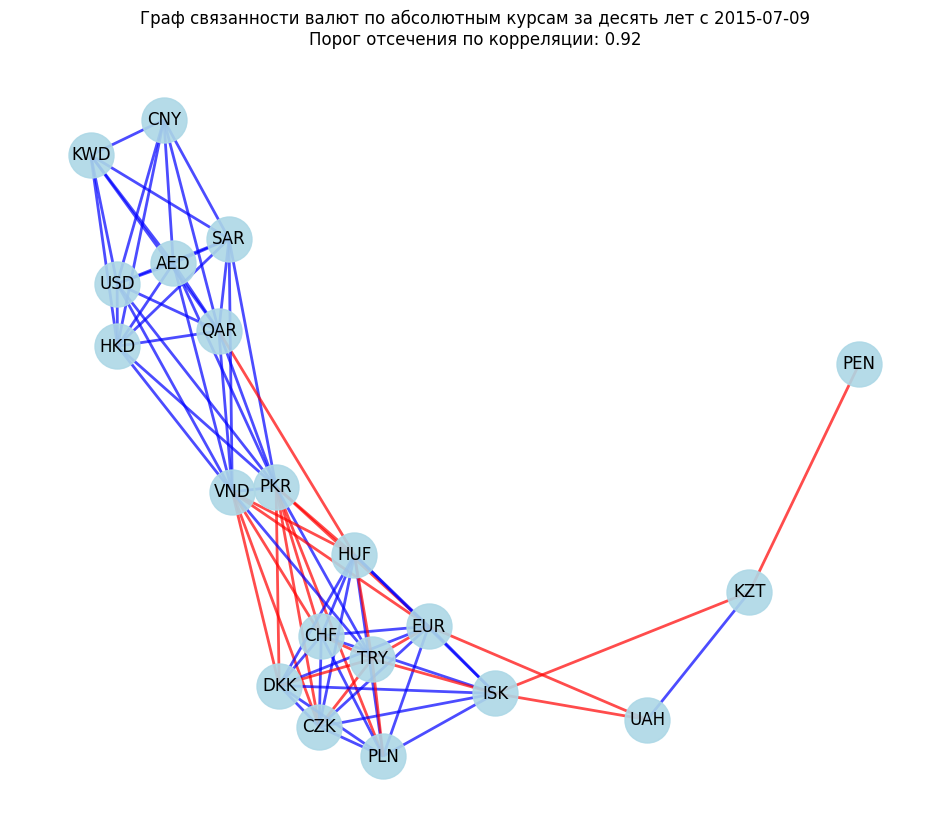 Граф связанности валют по абсолютным курсам за десять лет с 2015-07-09
Порог отсечения по корреляции: 0.92
CNY
KWD
SAR
AED
USD
QAR
HKD
PEN
PKR
VND
HUF
KZT
EUR
CHF
TRY
DKK
ISK
UAH
CZK
PLN